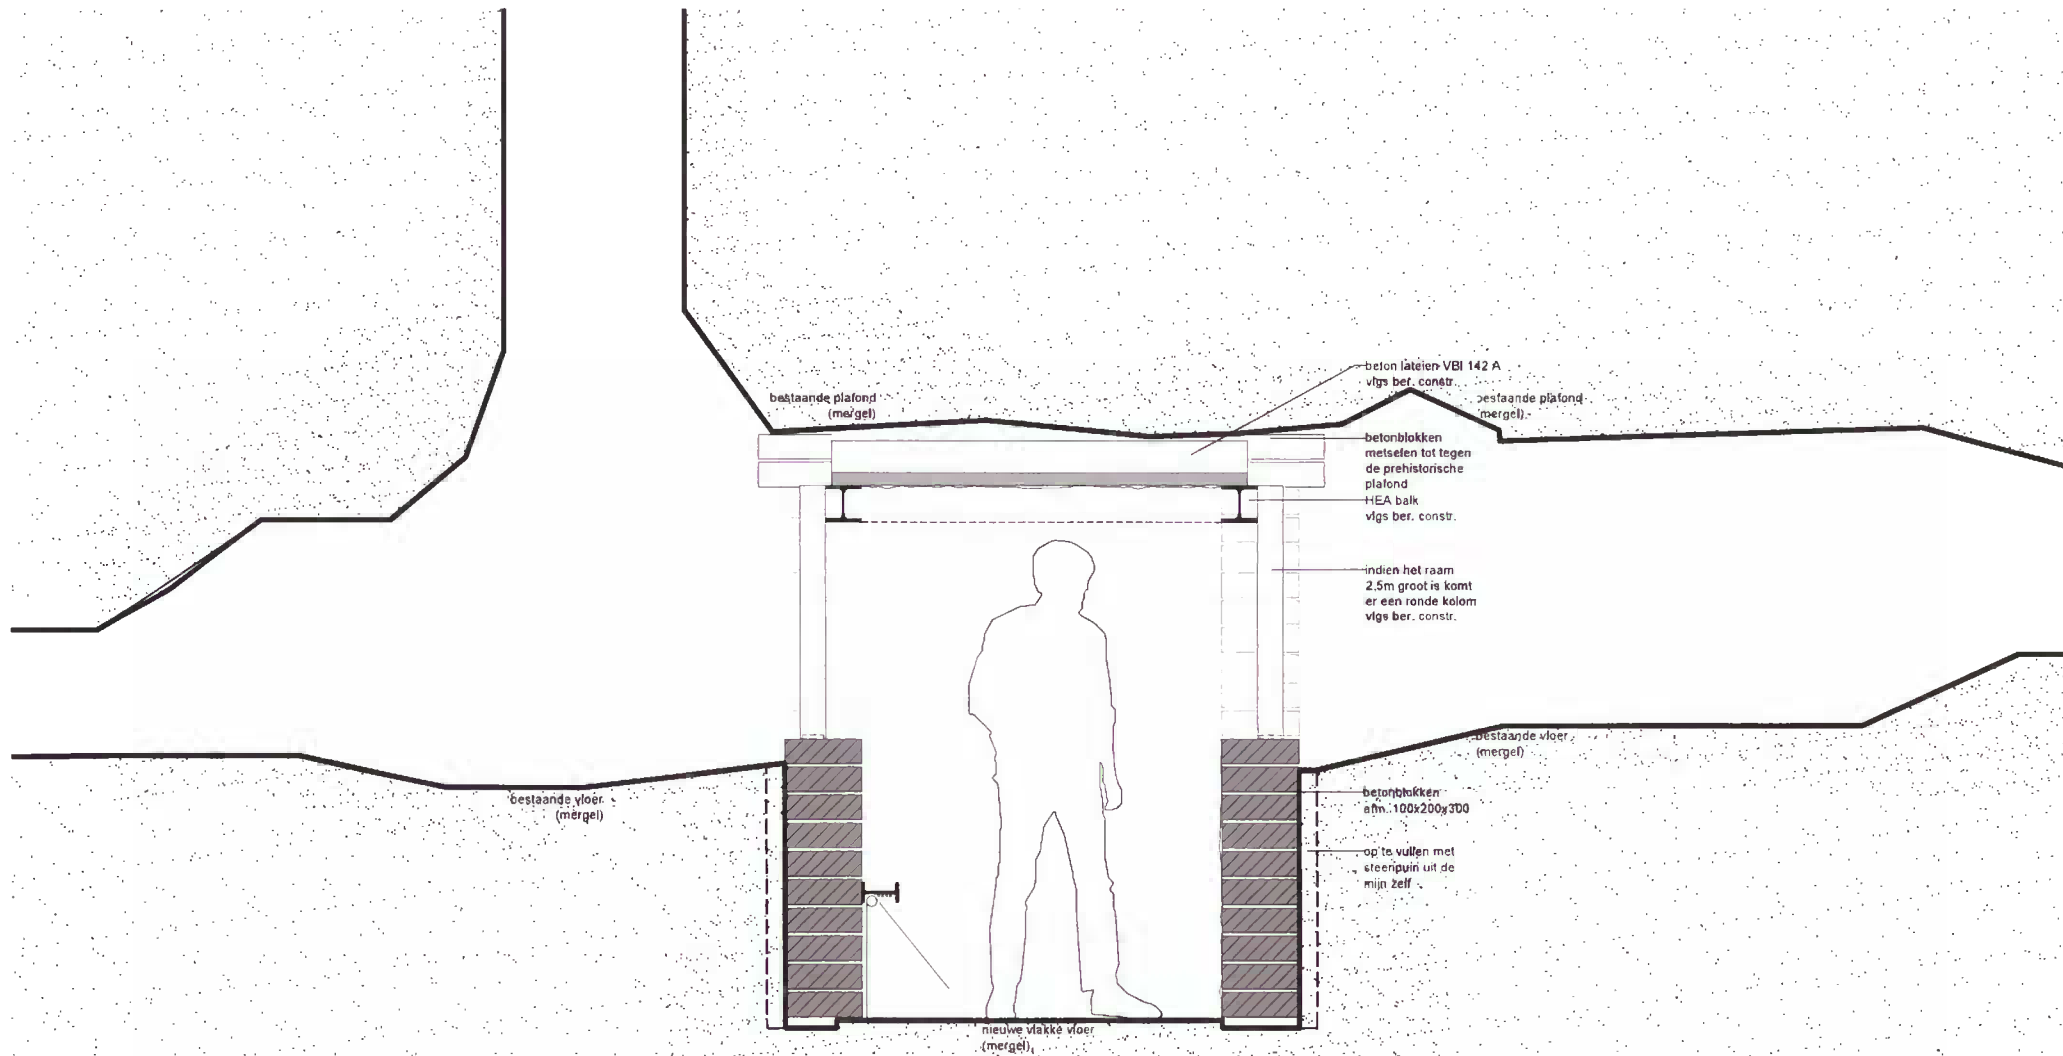 beton lateien VBI 142 A
vlgs ber. constr.
bestaande plafond
(mergel)
bestaande plafond
(mergel)
betonblokken
metselen tot tegen
de prehistorische
plafond
HEA balk
vlgs ber. constr.
indien het raam
2,5m groot is komt
er een ronde kolom
vlgs ber. constr.
bestaande vloer
(mergel)
bestaande vloer
(mergel)
betonblokken
afm. 100x200x300
op te vullen met
steenpuin uit de
mijn zelf
nieuwe vlakke vloer
(mergel)